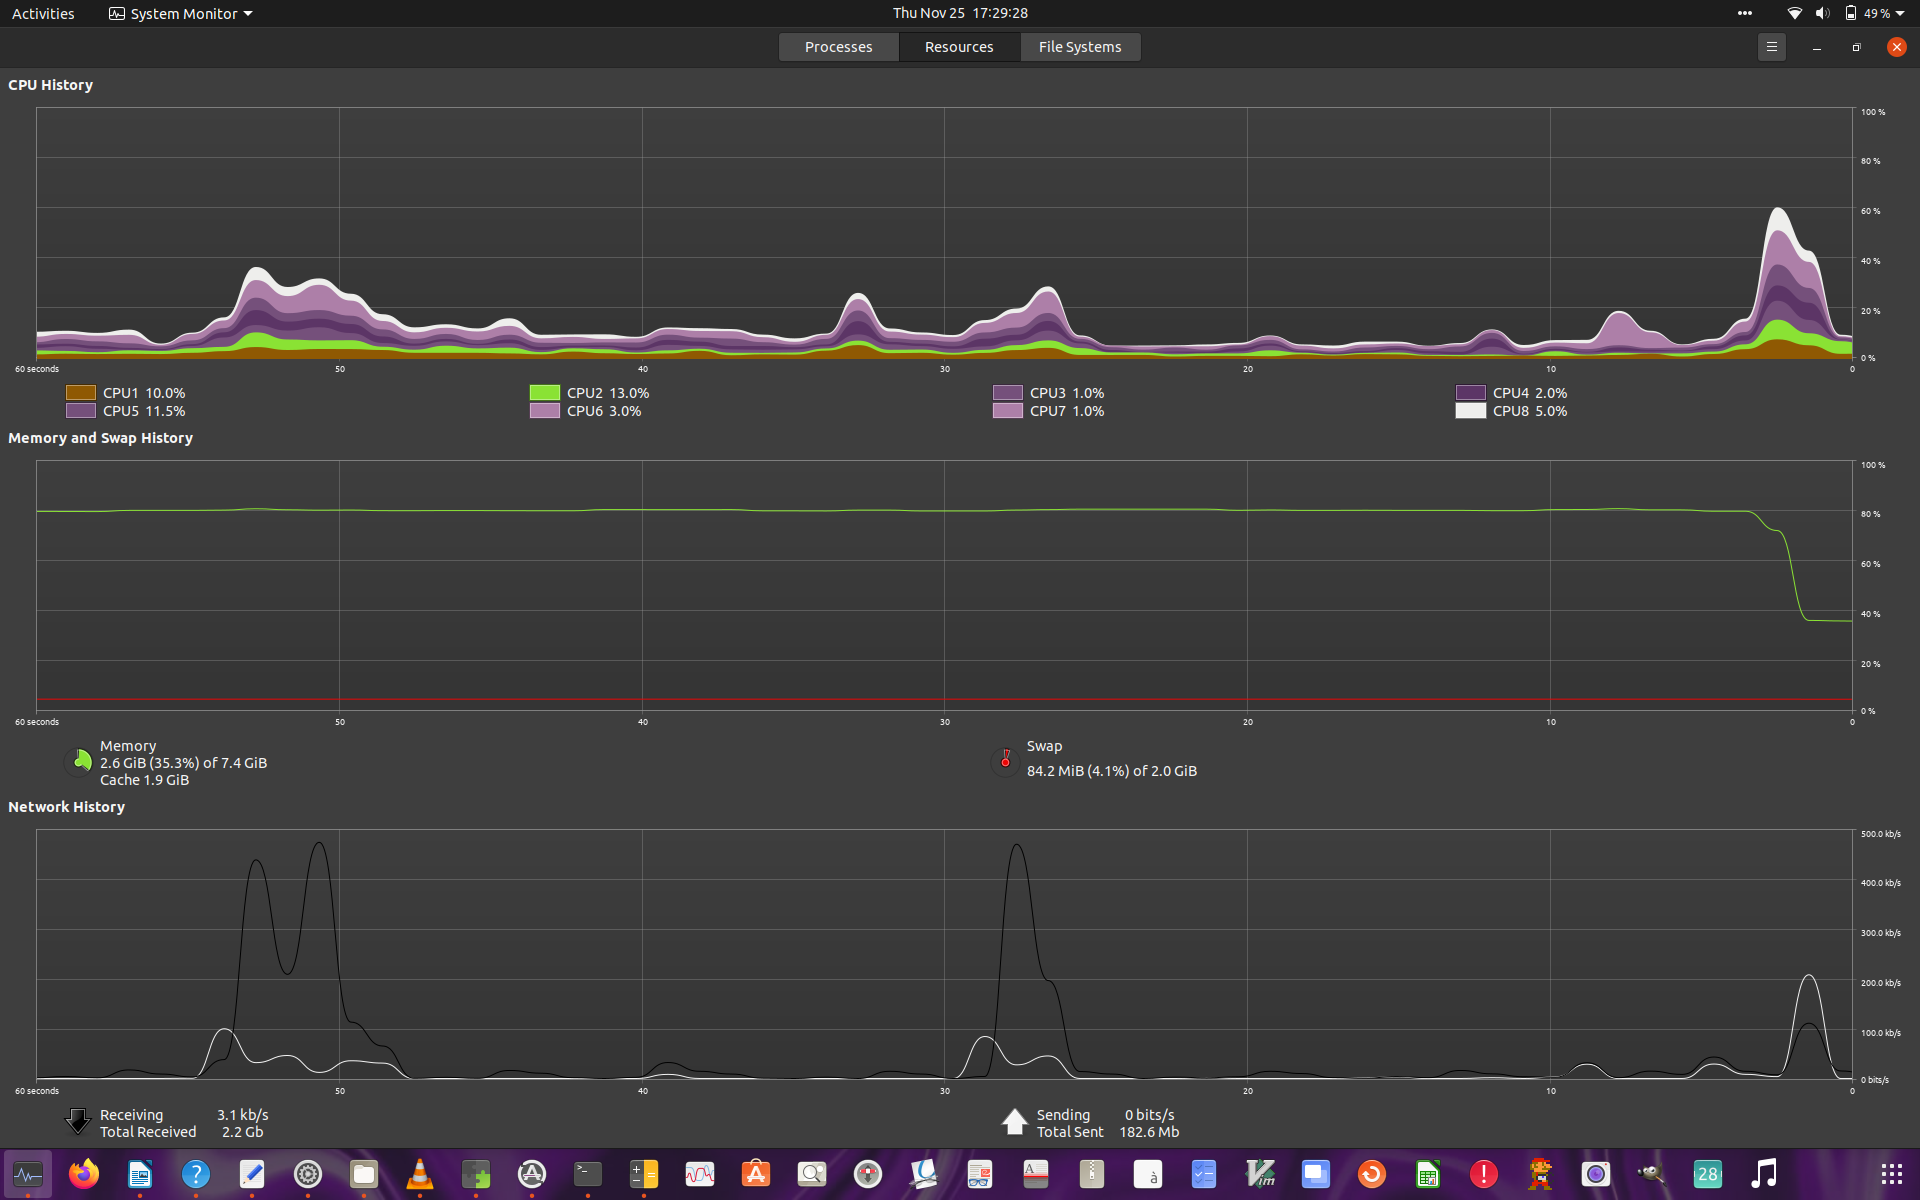 Activities System Monitor Thu Nov 25 17:29:28 49 %
Processes Resources File Systems
CPU History
100 %
80 %
60 %
40 %
20 %
0 %
60 seconds 50 40 30 20 10 0
CPU1 10.0% CPU2 13.0% CPU3 1.0% CPU4 2.0%
CPU5 11.5% CPU6 3.0% CPU7 1.0% CPU8 5.0%
Memory and Swap History
100 %
80 %
60 %
40 %
20 %
0 %
60 seconds 50 40 30 20 10 0
Memory
2.6 GiB (35.3%) of 7.4 GiB
Cache 1.9 GiB
Swap
84.2 MiB (4.1%) of 2.0 GiB
Network History
500.0 kb/s
400.0 kb/s
300.0 kb/s
200.0 kb/s
100.0 kb/s
0 bits/s
60 seconds 50 40 30 20 10 0
Receiving 3.1 kb/s
Total Received 2.2 Gb
Sending 0 bits/s
Total Sent 182.6 Mb
? >_ A à Vim ! 28